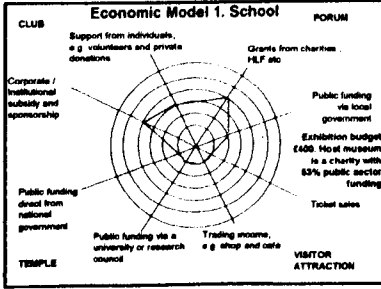 Economic Model 1. School
CLUB
FORUM
Support from individuals,
e.g. volunteers and private
donations
Grants from charities,
HLF etc
Corporate /
Institutional
subsidy and
sponsorship
Public funding
via local
government
Exhibition budget
£400. Host museum
is a charity with
53% public sector
funding
Public funding
direct from
national
government
Ticket sales
Public funding via a
university or research
council
Trading income,
e.g. shop and cafe
TEMPLE
VISITOR
ATTRACTION